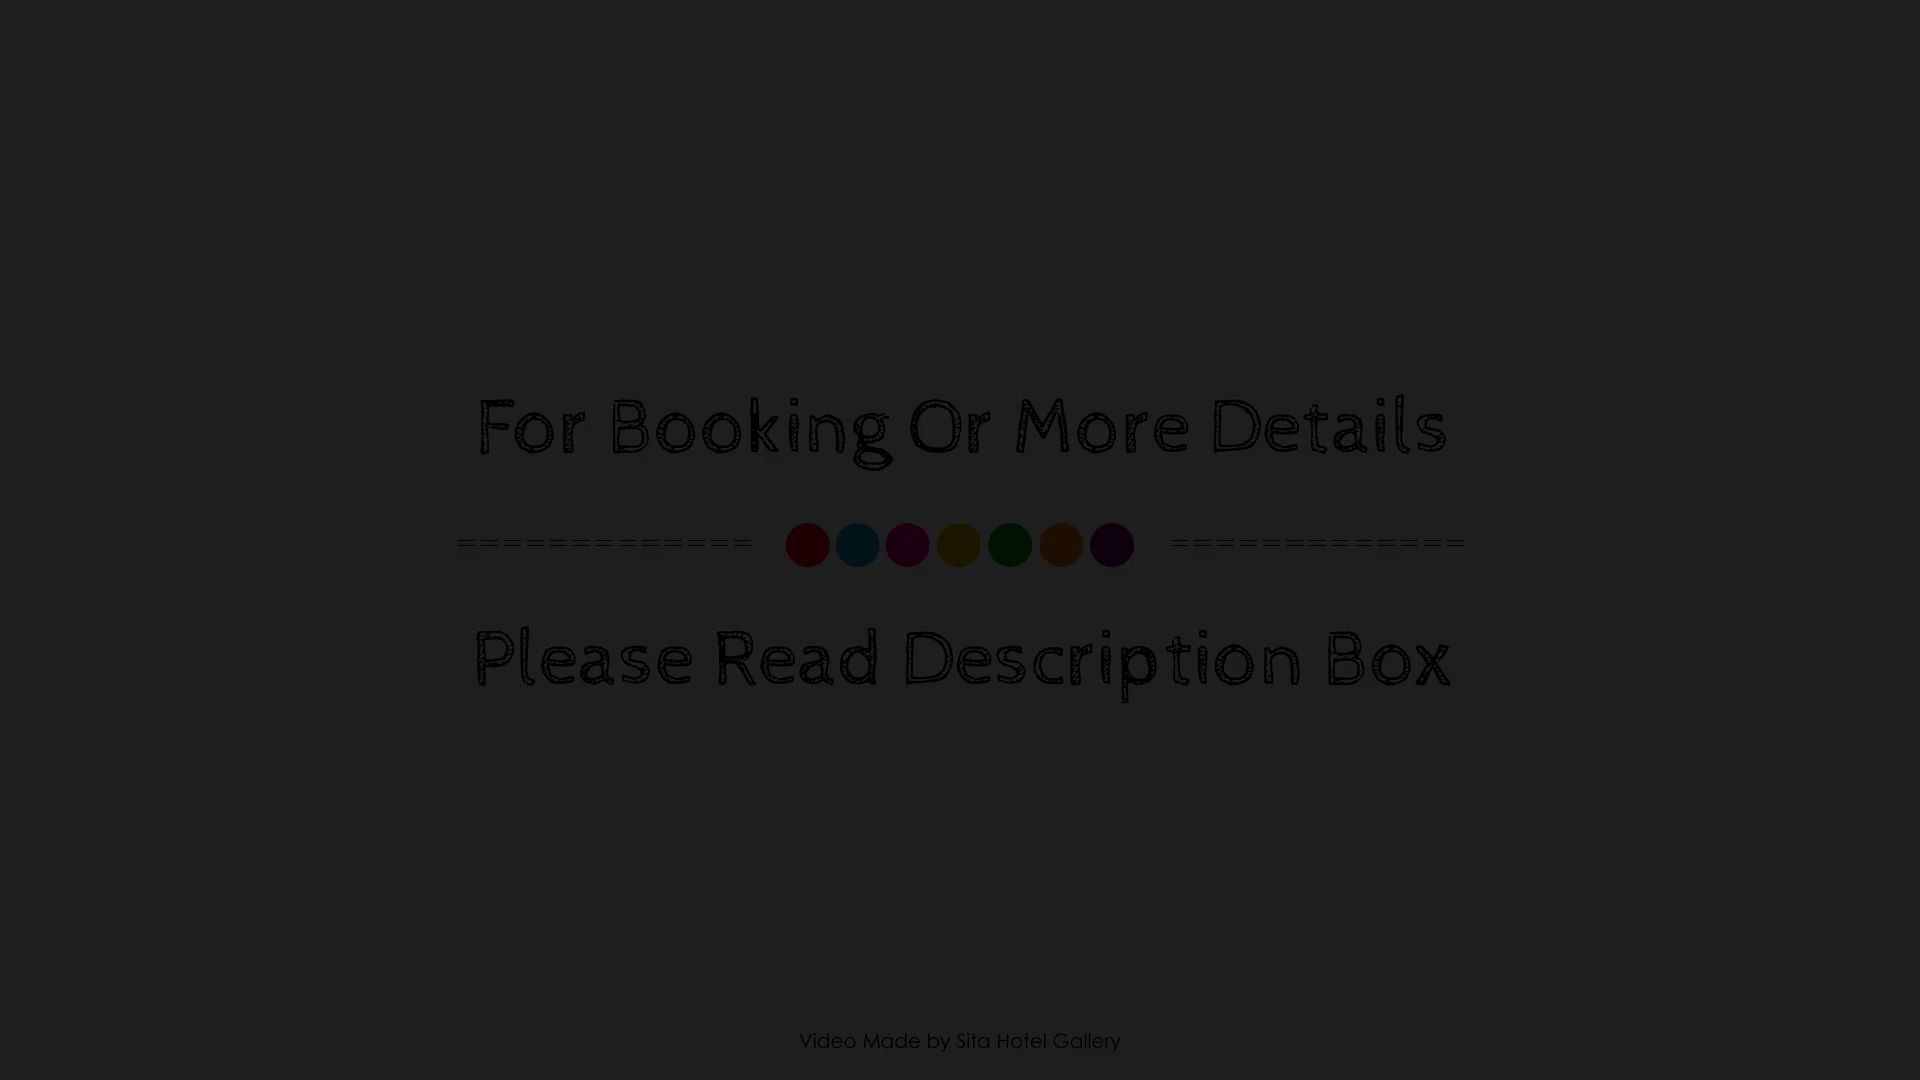 For Booking Or More Details
============= =============
Please Read Description Box
Video Made by Sita Hotel Gallery